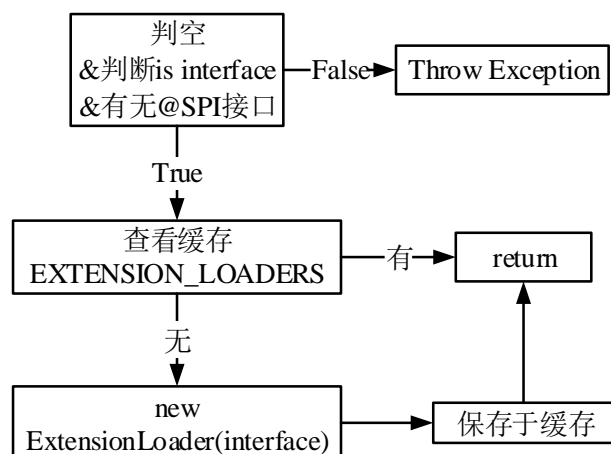 判空
&判断is interface
&有无@SPI接口
False
Throw Exception
True
查看缓存
EXTENSION_LOADERS
有
return
无
new
ExtensionLoader(interface)
保存于缓存